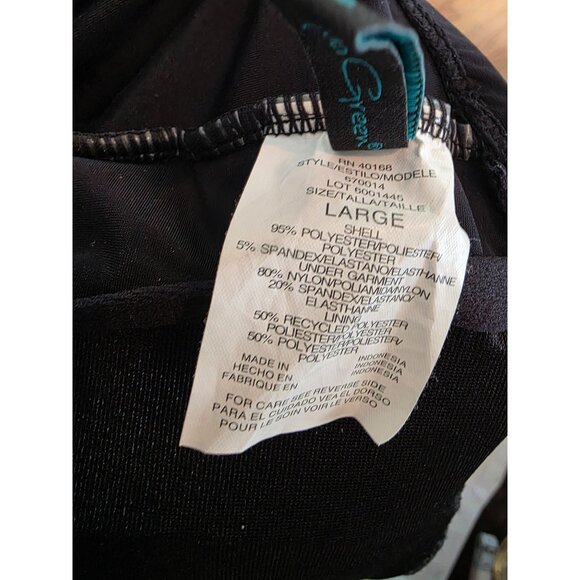 Green
RN 40168
STYLE/ESTILO/MODELE
670014
LOT 6001445
SIZE/TALLA/TAILLE
LARGE
SHELL
95% POLYESTER/POLIESTER/
POLYESTER
5% SPANDEX/ELASTANO/ELASTHANNE
UNDER GARMENT
80% NYLON/POLIAMIDA/NYLON
20% SPANDEX/ELASTANO/
ELASTHANNE
LINING
50% RECYCLED POLYESTER
POLIESTER/POLYESTER
50% POLYESTER/POLIESTER/
POLYESTER
MADE IN INDONESIA
HECHO EN INDONESIA
FABRIQUE EN INDONESIA
FOR CARE SEE REVERSE SIDE
PARA EL CUIDADO VEA EL DORSO
POUR LE SOIN VOIR LE VERSO